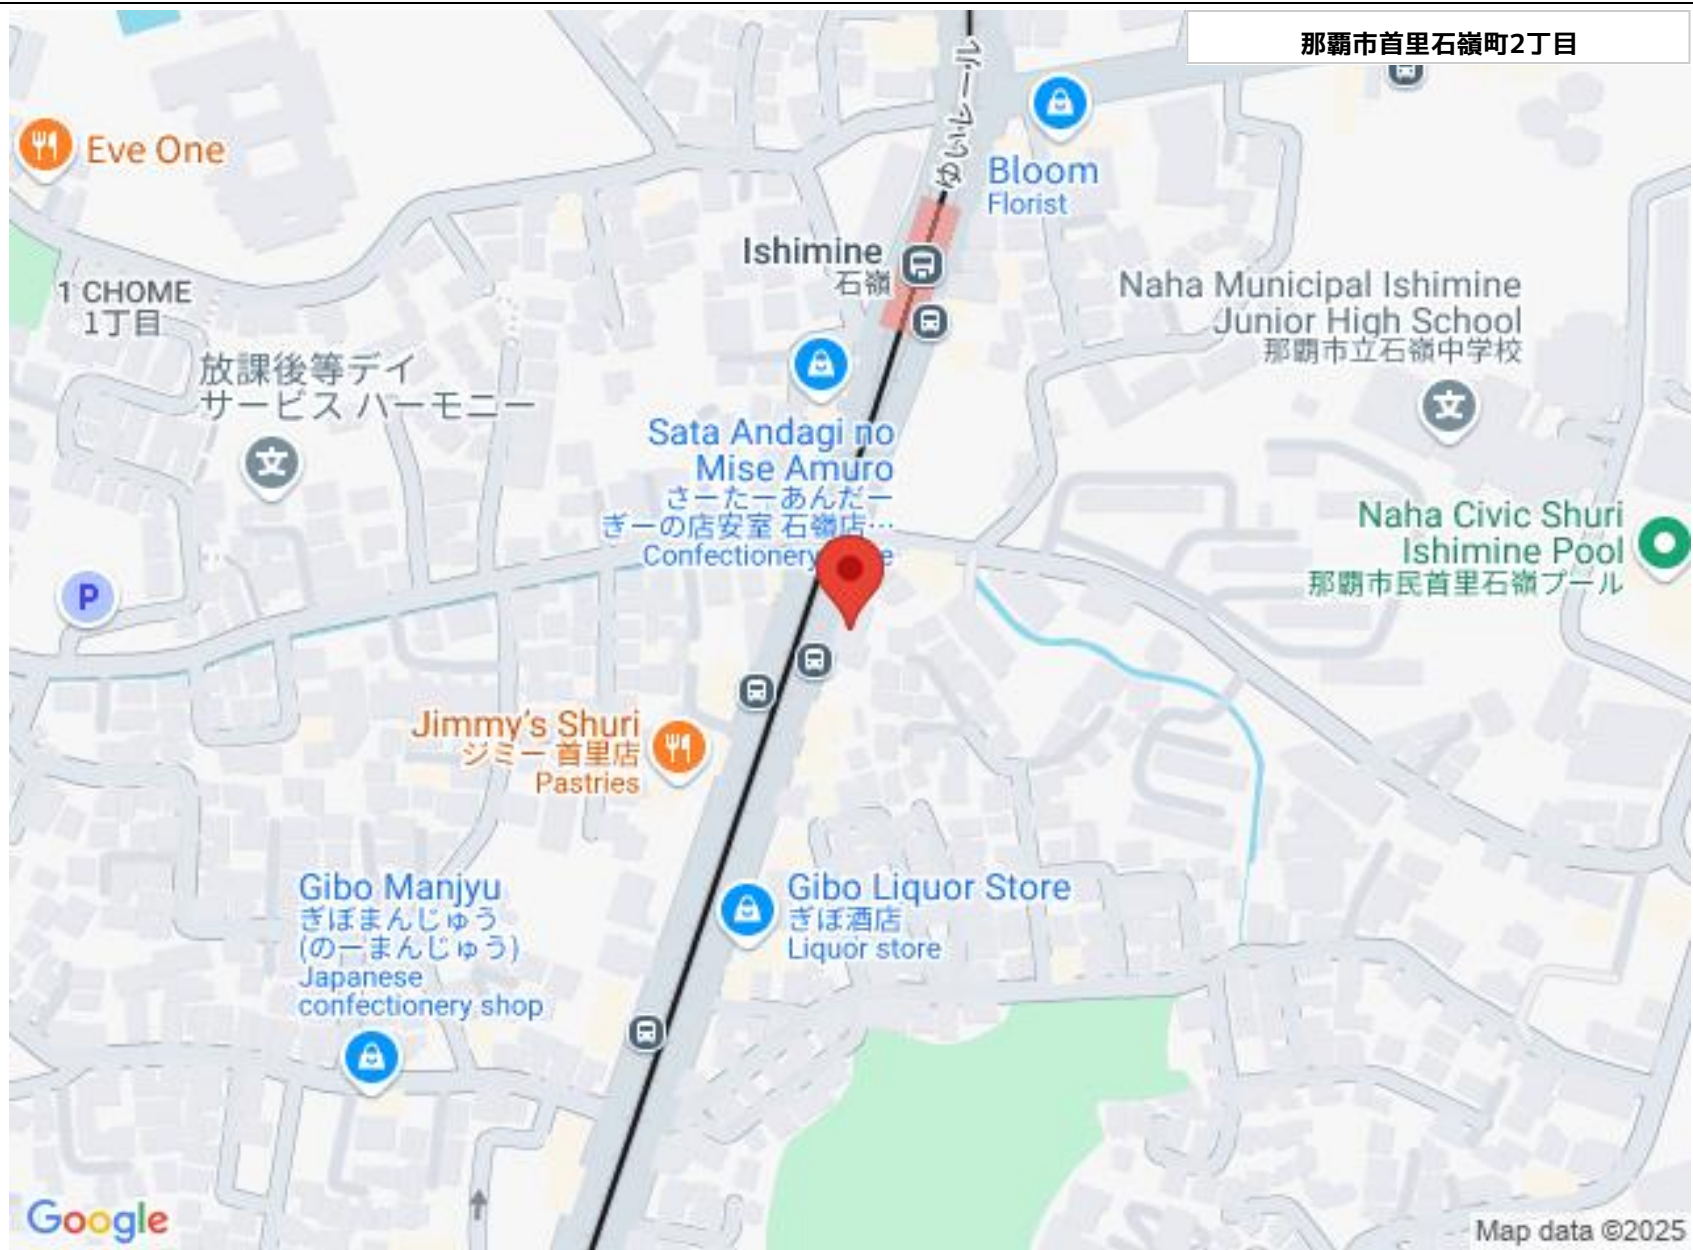 那覇市首里石嶺町2丁目
ゆいレール
Eve One
Bloom
Florist
Ishimine
石嶺
1 CHOME
1丁目
Naha Municipal Ishimine
Junior High School
那覇市立石嶺中学校
放課後等デイ
サービス ハーモニー
Sata Andagi no
Mise Amuro
さーたーあんだー
ぎーの店安室 石嶺店…
Confectionery
Naha Civic Shuri
Ishimine Pool
那覇市民首里石嶺プール
P
Jimmy's Shuri
ジミー 首里店
Pastries
Gibo Manjyu
ぎぼまんじゅう
(のーまんじゅう)
Japanese
confectionery shop
Gibo Liquor Store
ぎぼ酒店
Liquor store
文
文
Google
Map data ©2025